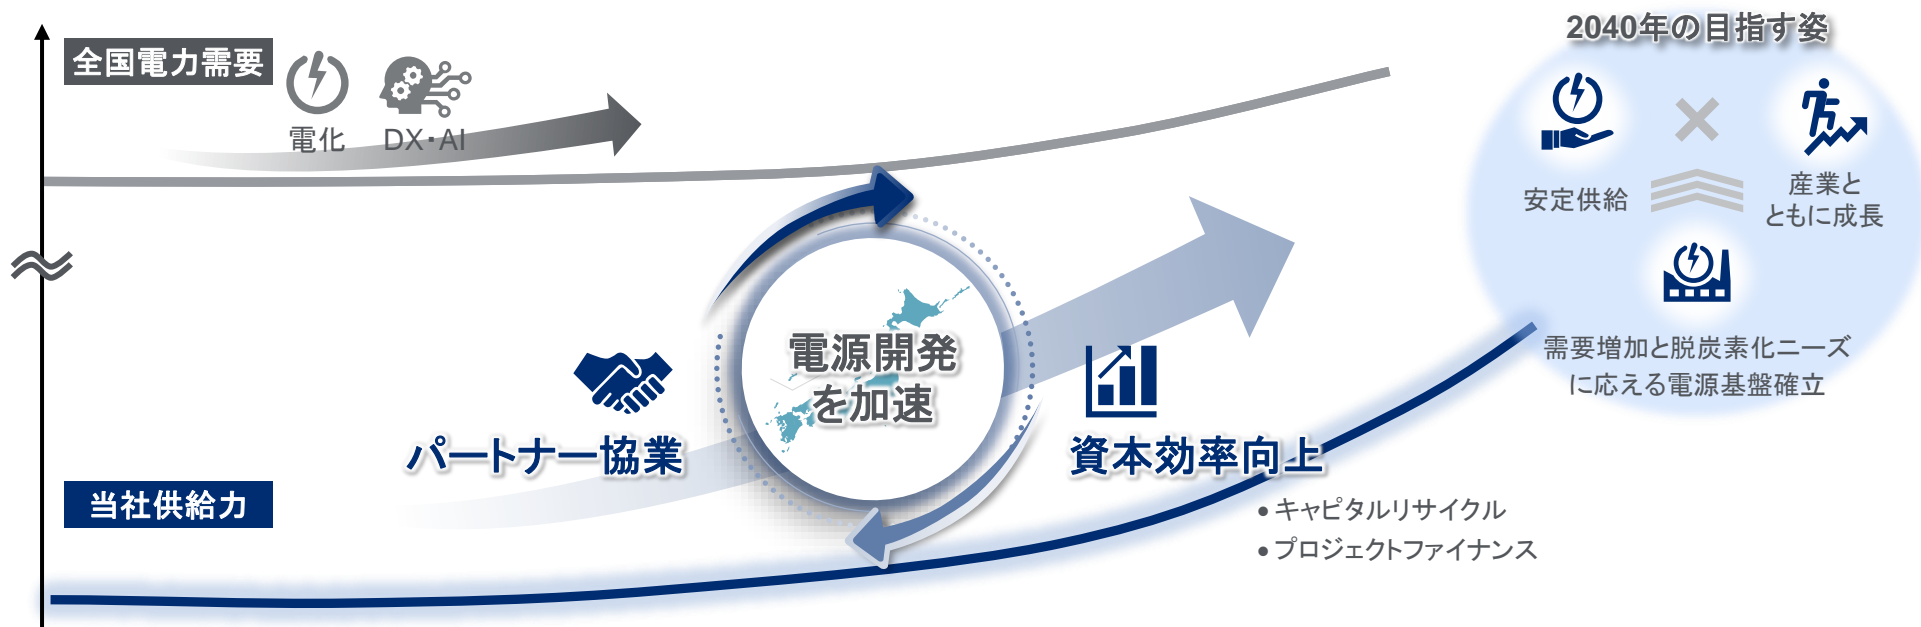 全国電力需要
電化
DX・AI
2040年の目指す姿
安定供給
産業と
ともに成長
需要増加と脱炭素化ニーズ
に応える電源基盤確立
電源開発
を加速
パートナー協業
資本効率向上
• キャピタルリサイクル
• プロジェクトファイナンス
当社供給力